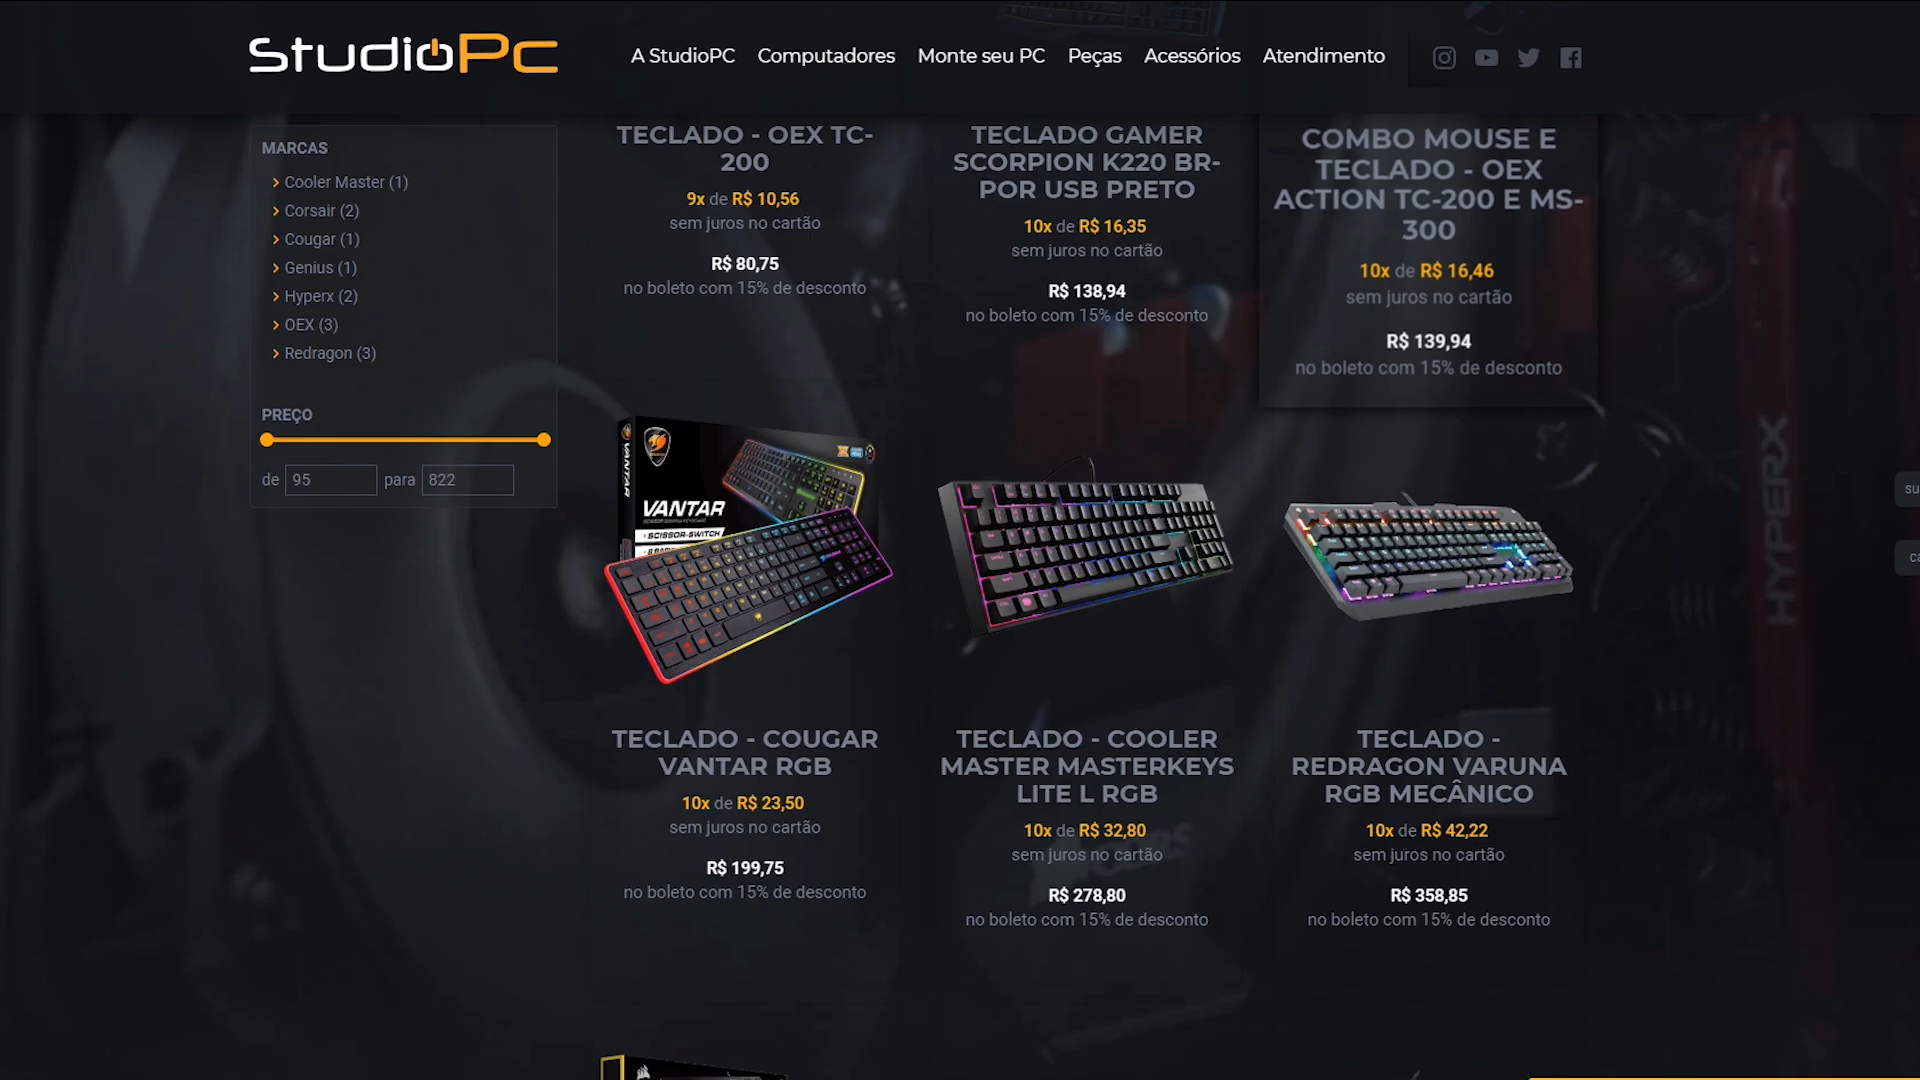 StudioPC
A StudioPC
Computadores
Monte seu PC
Peças
Acessórios
Atendimento
MARCAS
Cooler Master (1)
Corsair (2)
Cougar (1)
Genius (1)
Hyperx (2)
OEX (3)
Redragon (3)
PREÇO
de 95 para 822
TECLADO - OEX TC-
200
9x de R$ 10,56
sem juros no cartão
R$ 80,75
no boleto com 15% de desconto
TECLADO GAMER
SCORPION K220 BR-
POR USB PRETO
10x de R$ 16,35
sem juros no cartão
R$ 138,94
no boleto com 15% de desconto
COMBO MOUSE E
TECLADO - OEX
ACTION TC-200 E MS-
300
10x de R$ 16,46
sem juros no cartão
R$ 139,94
no boleto com 15% de desconto
VANTAR
VANTAR
SCISSOR-SWITCH
TECLADO - COUGAR
VANTAR RGB
10x de R$ 23,50
sem juros no cartão
R$ 199,75
no boleto com 15% de desconto
TECLADO - COOLER
MASTER MASTERKEYS
LITE L RGB
10x de R$ 32,80
sem juros no cartão
R$ 278,80
no boleto com 15% de desconto
TECLADO -
REDRAGON VARUNA
RGB MECÂNICO
10x de R$ 42,22
sem juros no cartão
R$ 358,85
no boleto com 15% de desconto
HYPERX
su
ca